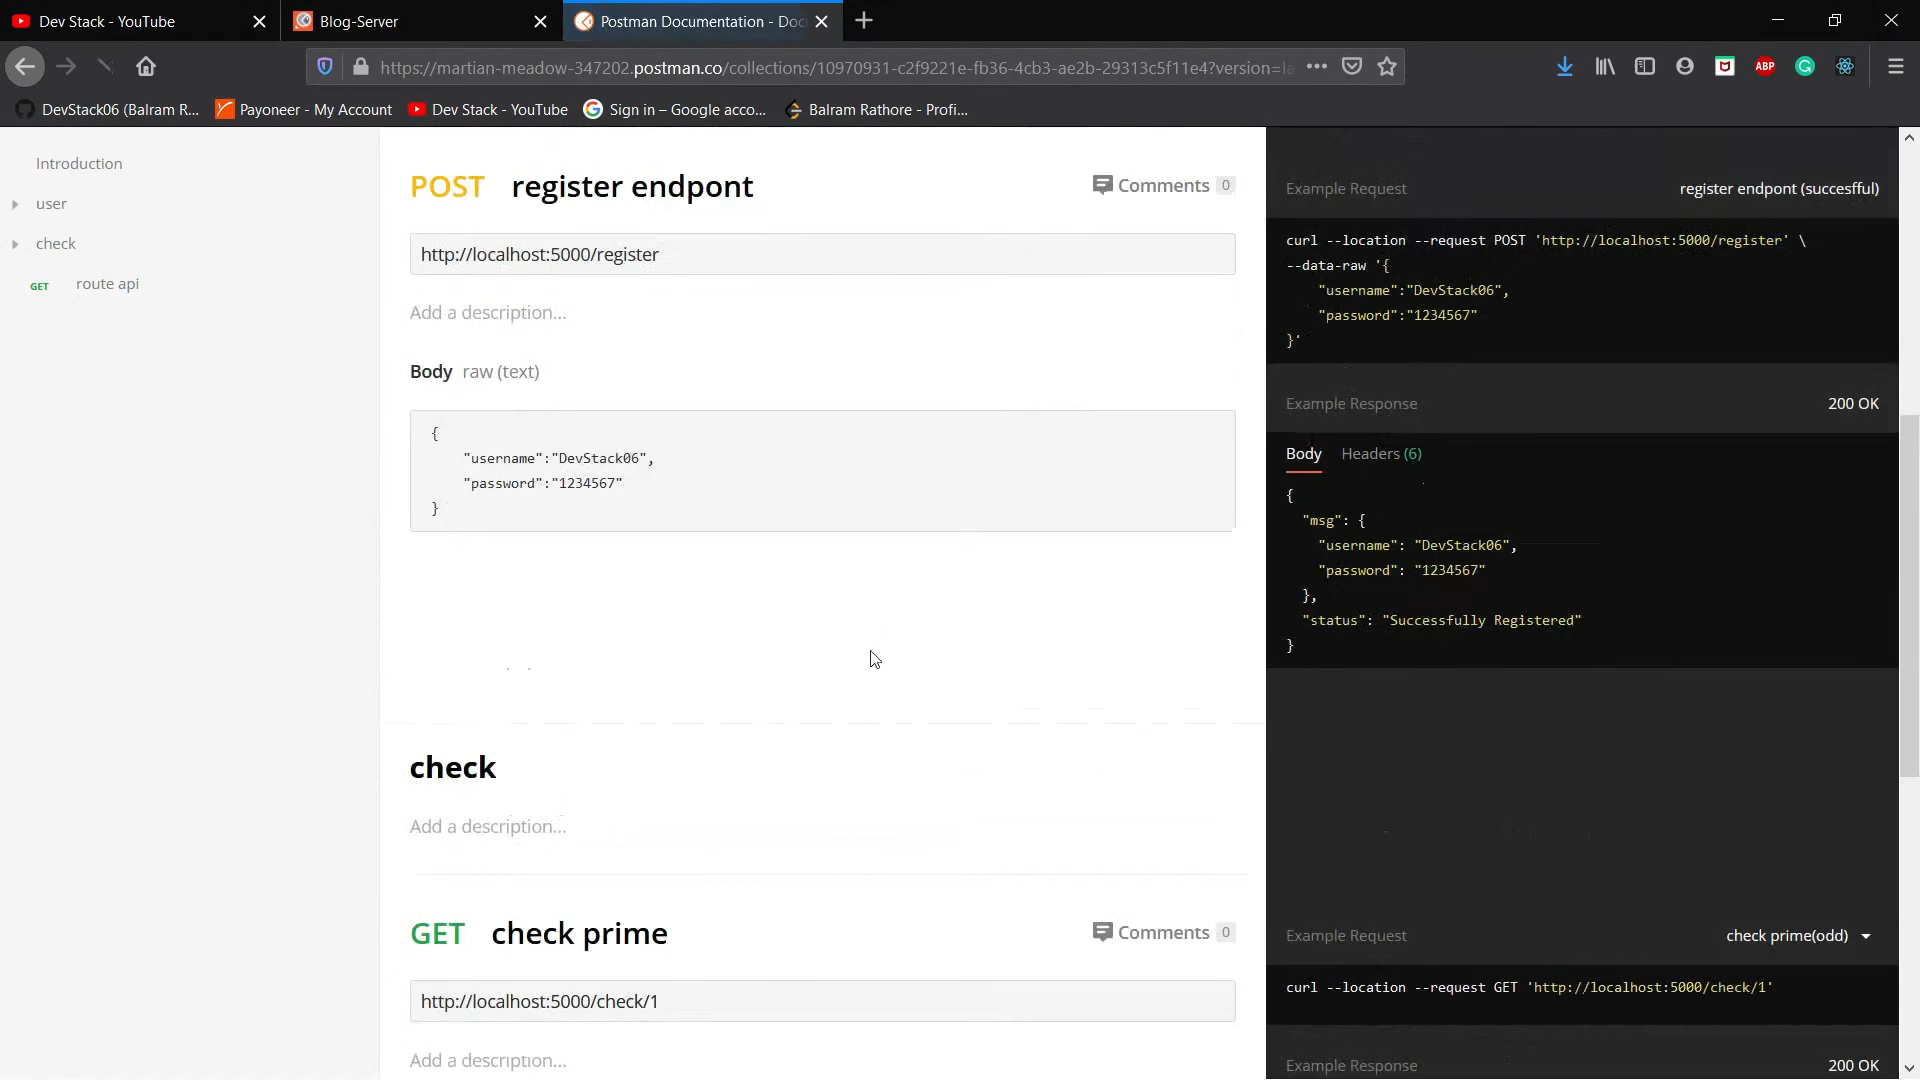 Dev Stack - YouTube
Blog-Server
Postman Documentation - Doc
https://martian-meadow-347202.postman.co/collections/10970931-c2f9221e-fb36-4cb3-ae2b-29313c5f11e4?version=la
ABP
DevStack06 (Balram R...
Payoneer - My Account
Dev Stack - YouTube
Sign in – Google acco...
Balram Rathore - Profi...
Introduction
user
check
GET route api
POST register endpont
Comments 0
http://localhost:5000/register
Add a description...
Body raw (text)
{
"username":"DevStack06",
"password":"1234567"
}
check
Add a description...
GET check prime
Comments 0
http://localhost:5000/check/1
Add a description...
Example Request register endpont (succesfful)
curl --location --request POST 'http://localhost:5000/register' \
--data-raw '{
"username":"DevStack06",
"password":"1234567"
}'
Example Response 200 OK
Body Headers (6)
{
"msg": {
"username": "DevStack06",
"password": "1234567"
},
"status": "Successfully Registered"
}
Example Request check prime(odd)
curl --location --request GET 'http://localhost:5000/check/1'
Example Response 200 OK